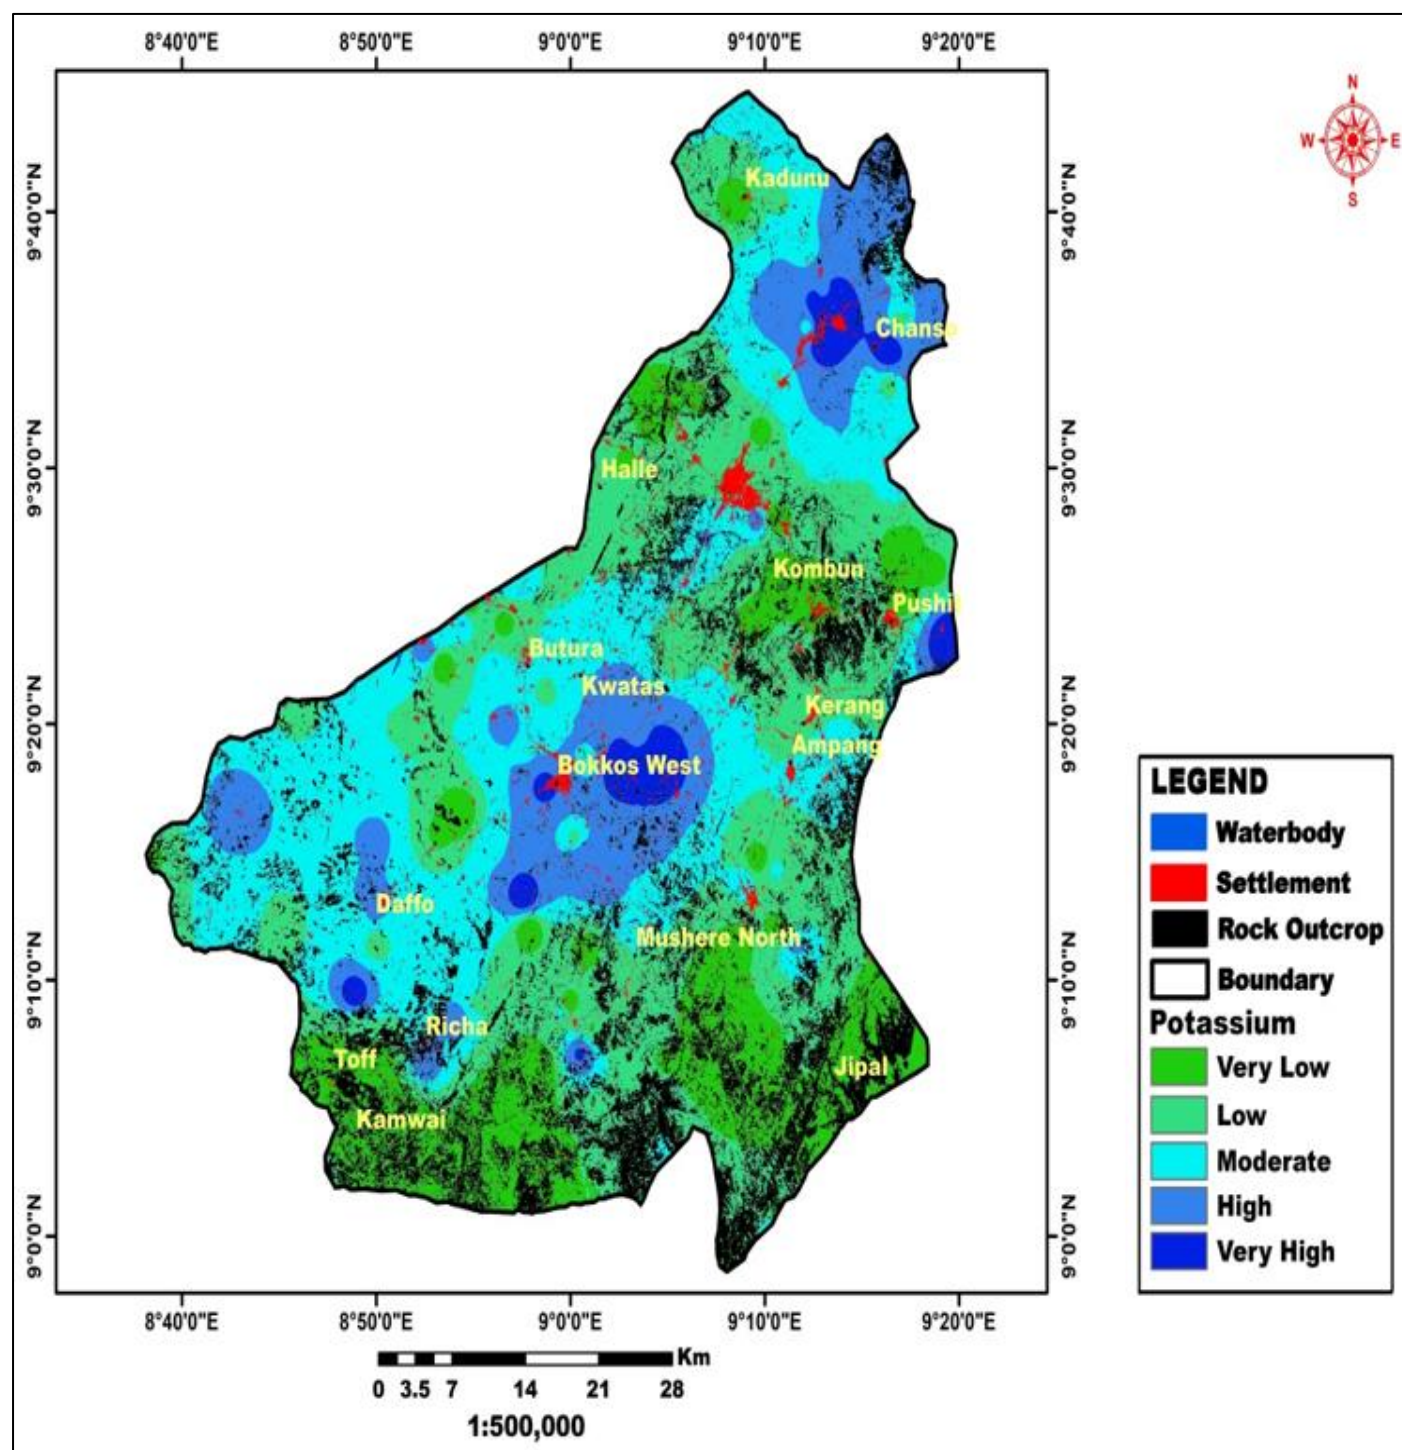 8°40'0"E 8°50'0"E 9°0'0"E 9°10'0"E 9°20'0"E
N
W E
S
9°40'0"N 9°40'0"N
9°30'0"N 9°30'0"N
9°20'0"N 9°20'0"N
9°10'0"N 9°10'0"N
9°0'0"N 9°0'0"N
Kadunu
Chanso
Halle
Kombun
Pushi
Butura
Kwatas
Kerang
Ampang
Bokkos West
Daffo
Mushere North
Richa
Toff
Jipal
Kamwai
LEGEND
Waterbody
Settlement
Rock Outcrop
Boundary
Potassium
Very Low
Low
Moderate
High
Very High
8°40'0"E 8°50'0"E 9°0'0"E 9°10'0"E 9°20'0"E
Km
0 3.5 7 14 21 28
1:500,000